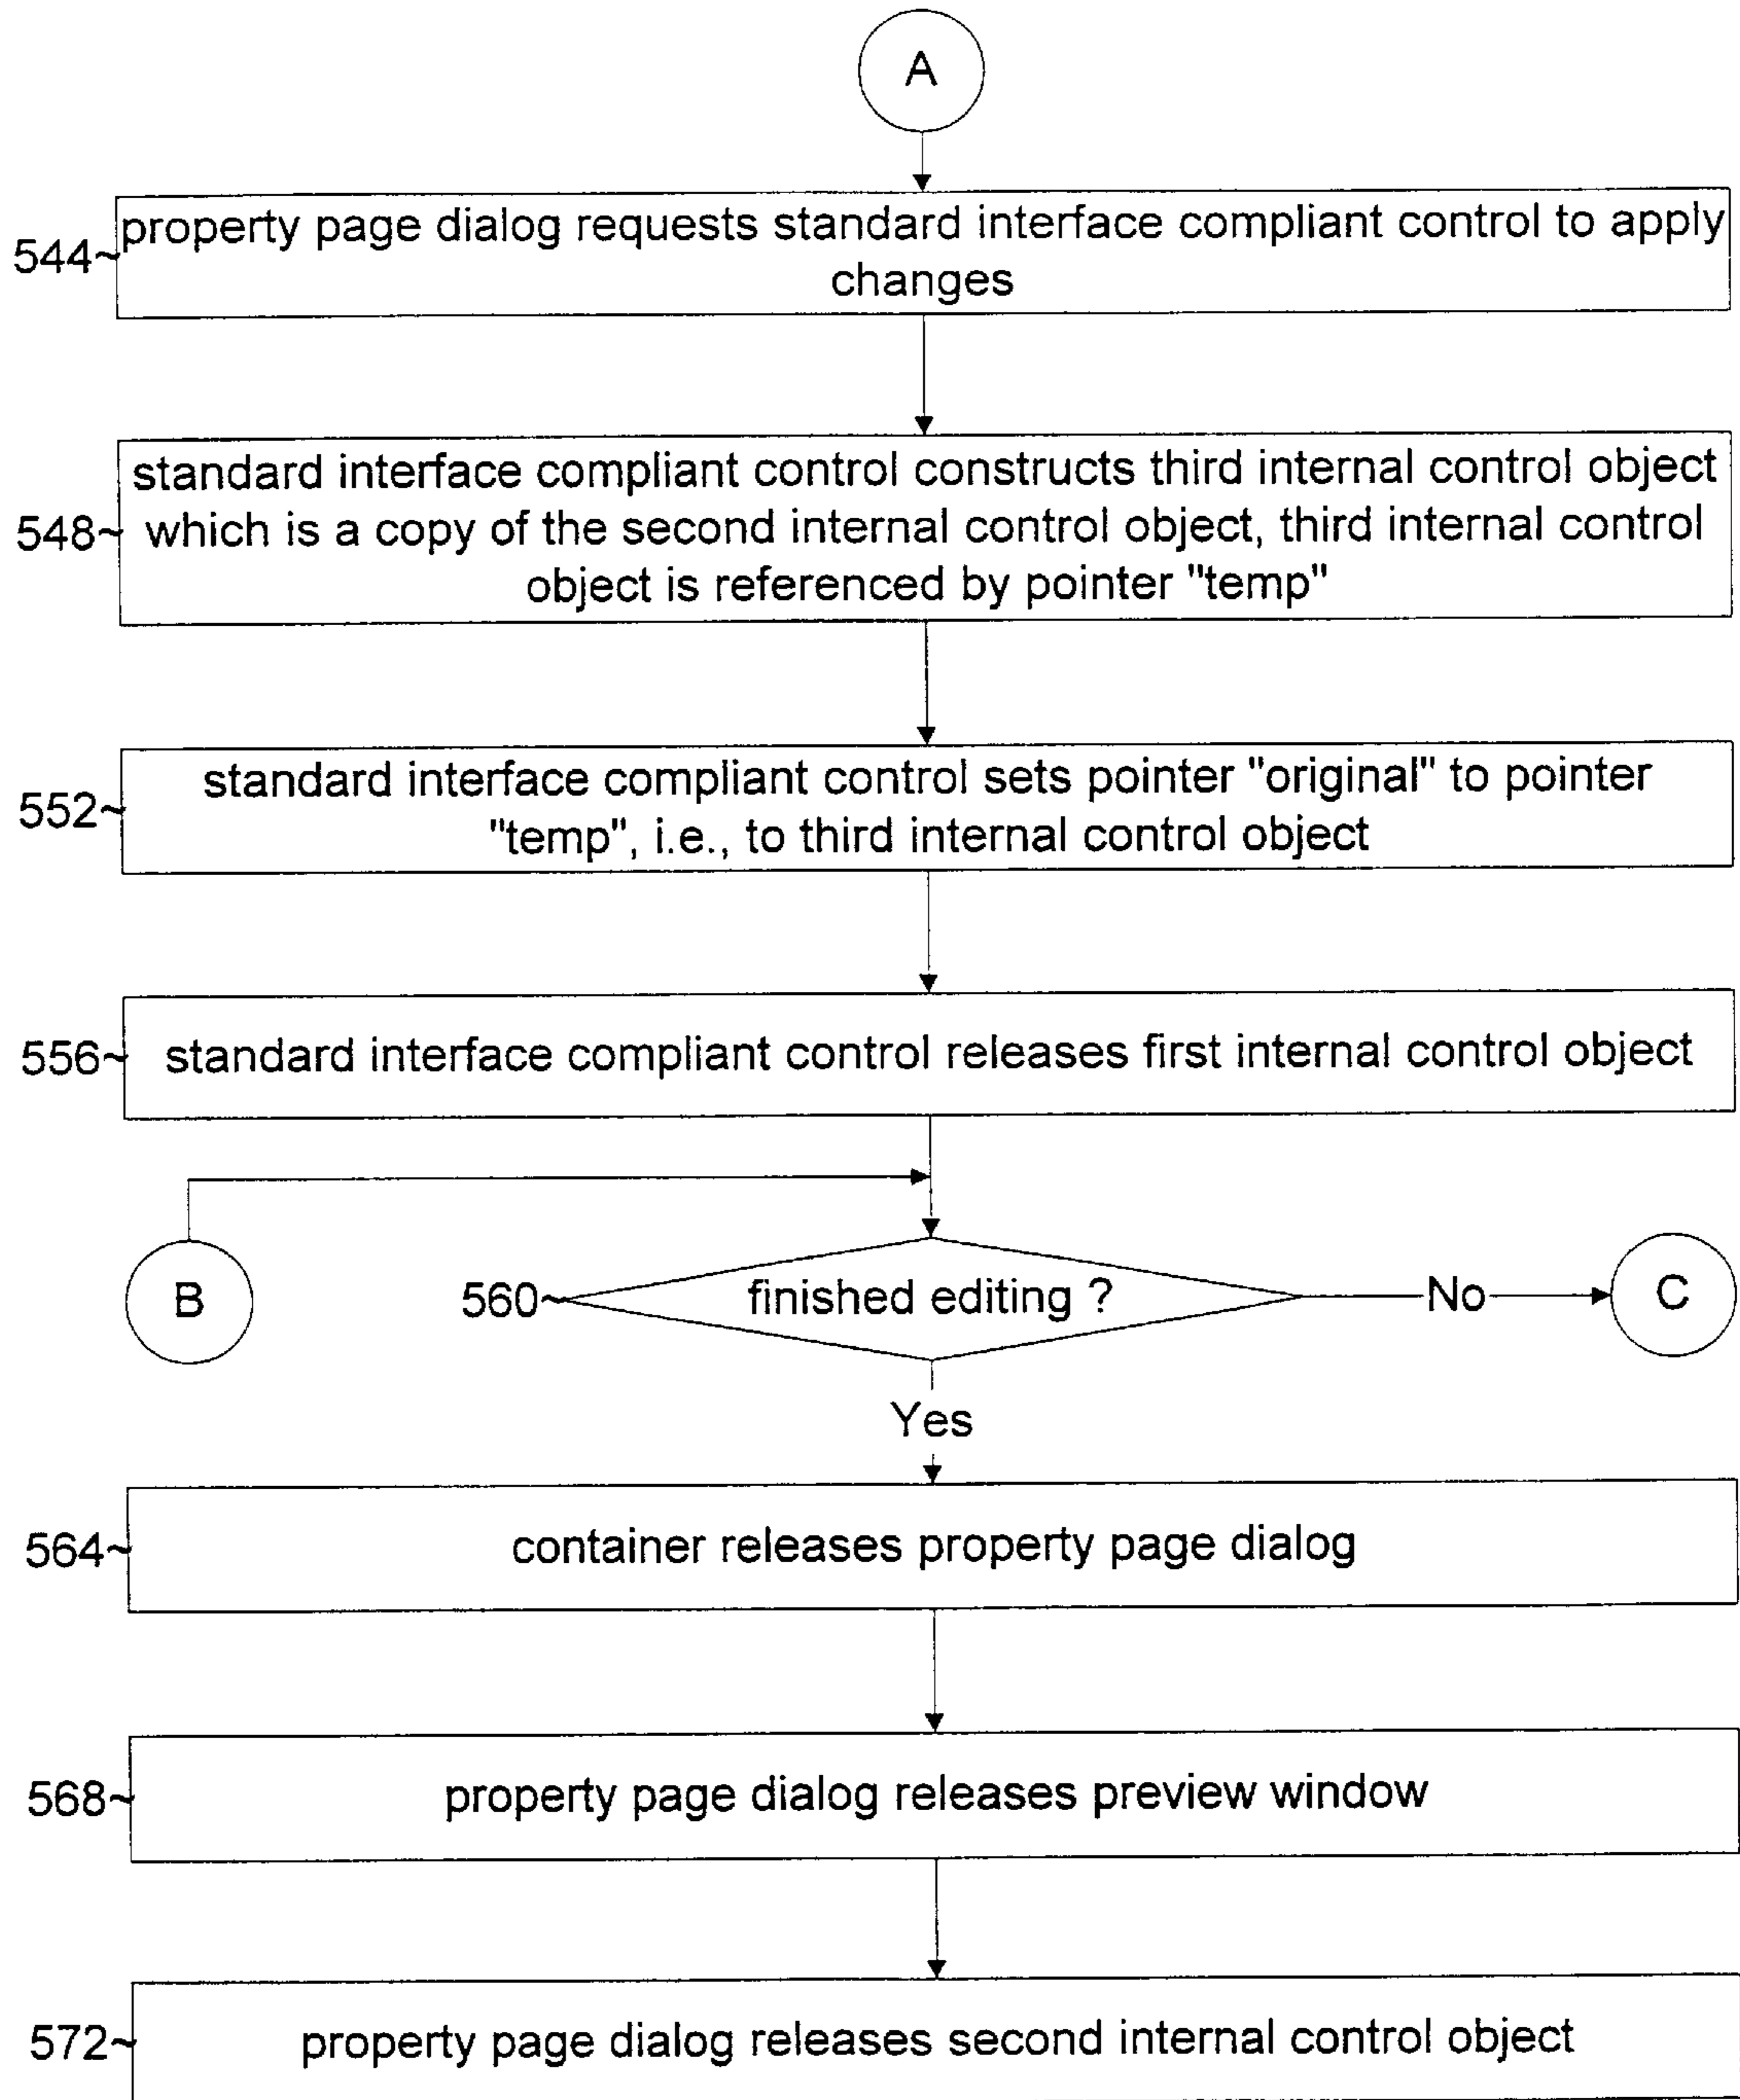 A
544~
property page dialog requests standard interface compliant control to apply
changes
548~
standard interface compliant control constructs third internal control object
which is a copy of the second internal control object, third internal control
object is referenced by pointer "temp"
552~
standard interface compliant control sets pointer "original" to pointer
"temp", i.e., to third internal control object
556~
standard interface compliant control releases first internal control object
B
560~
finished editing ?
No
C
Yes
564~
container releases property page dialog
568~
property page dialog releases preview window
572~
property page dialog releases second internal control object